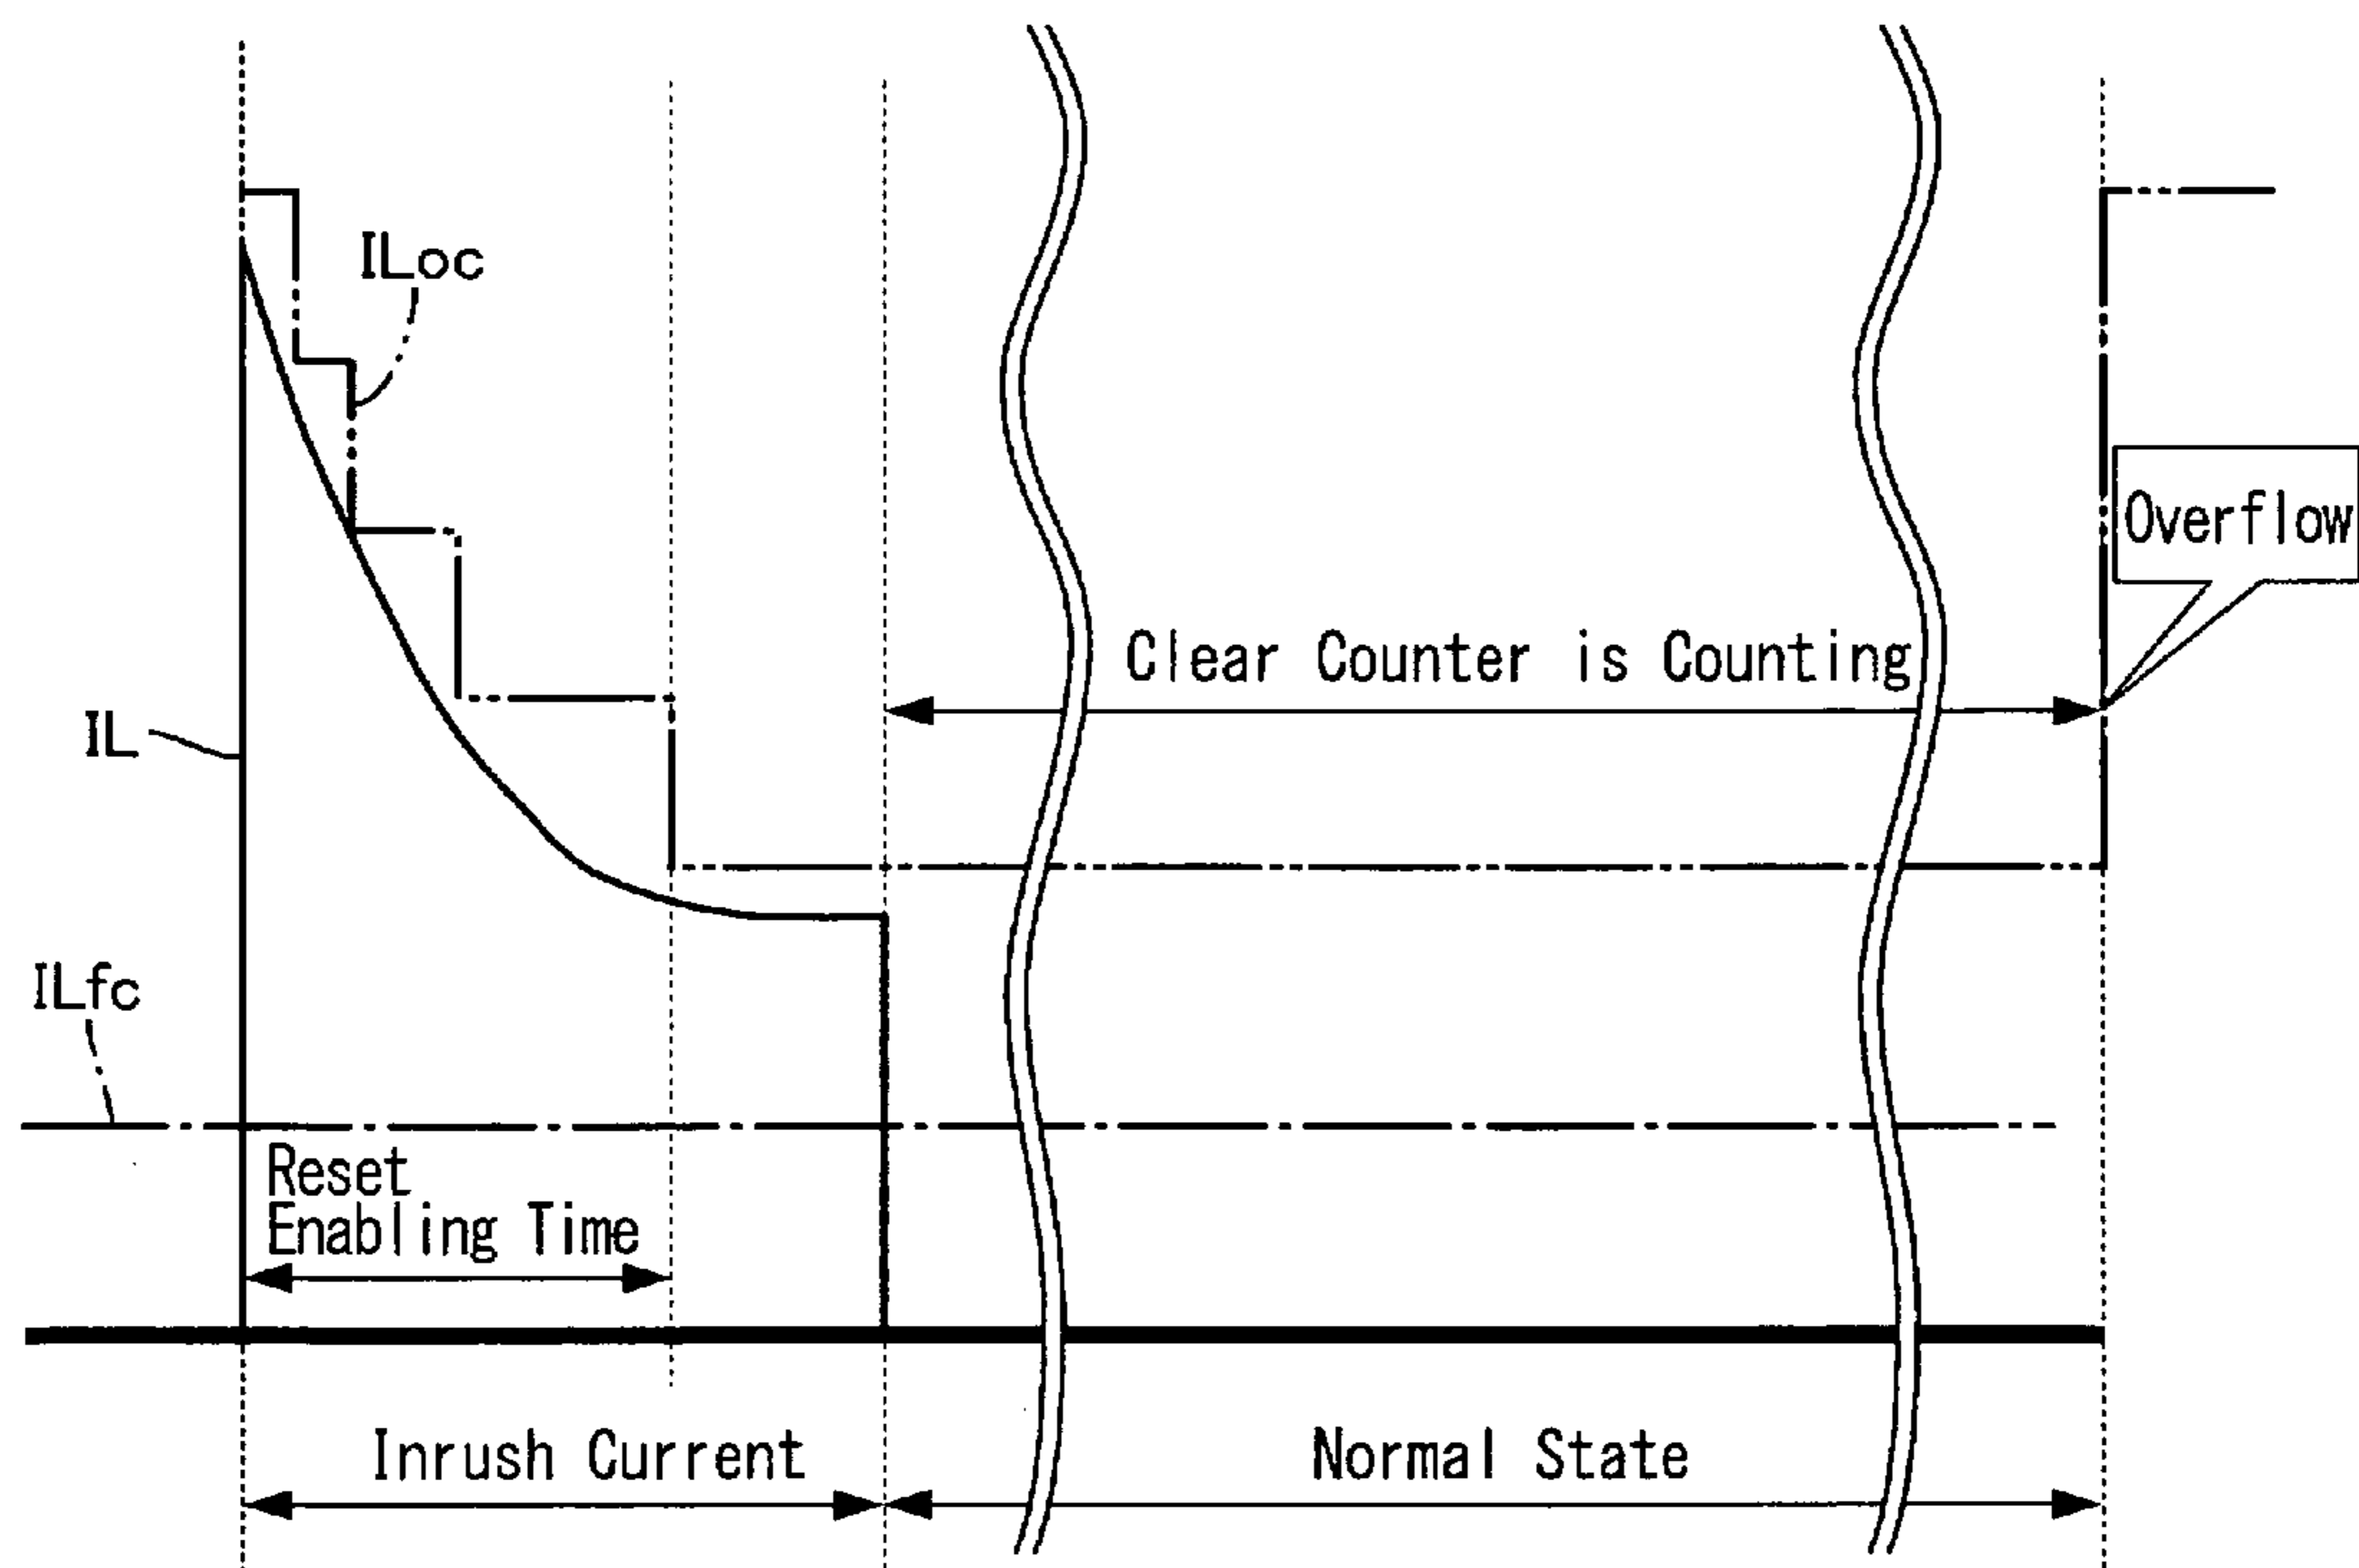 ILoc
Overflow
Clear Counter is Counting
IL
ILfc
Reset
Enabling Time
Inrush Current
Normal State